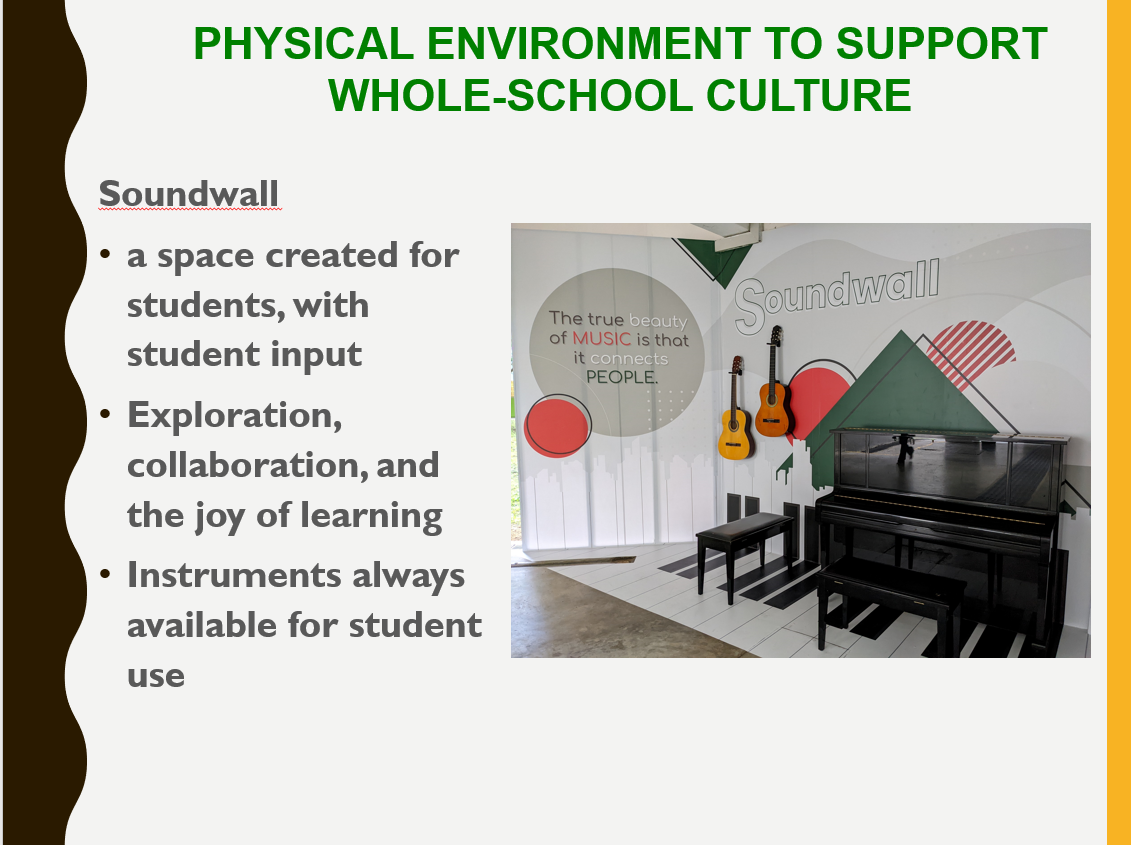 PHYSICAL ENVIRONMENT TO SUPPORT
WHOLE-SCHOOL CULTURE
Soundwall
• a space created for
students, with
student input
• Exploration,
collaboration, and
the joy of learning
• Instruments always
available for student
use
The true beauty
of MUSIC is that
it connects
PEOPLE.
Soundwall